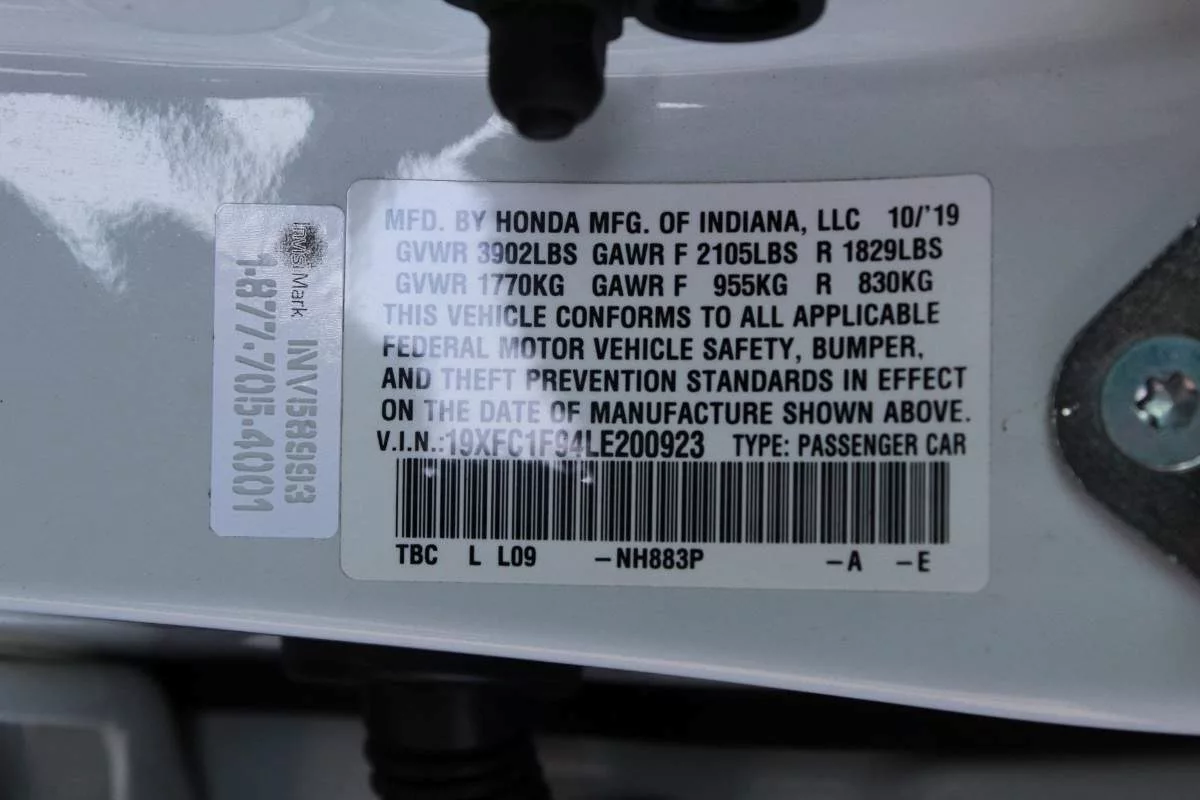 MFD. BY HONDA MFG. OF INDIANA, LLC 10/'19
GVWR 3902LBS GAWR F 2105LBS R 1829LBS
GVWR 1770KG GAWR F 955KG R 830KG
THIS VEHICLE CONFORMS TO ALL APPLICABLE
FEDERAL MOTOR VEHICLE SAFETY, BUMPER,
AND THEFT PREVENTION STANDARDS IN EFFECT
ON THE DATE OF MANUFACTURE SHOWN ABOVE.
V.I.N.:19XFC1F94LE200923 TYPE: PASSENGER CAR
TBC L L09 -NH883P -A -E
InVisiMark INV58993
1-877-705-4001